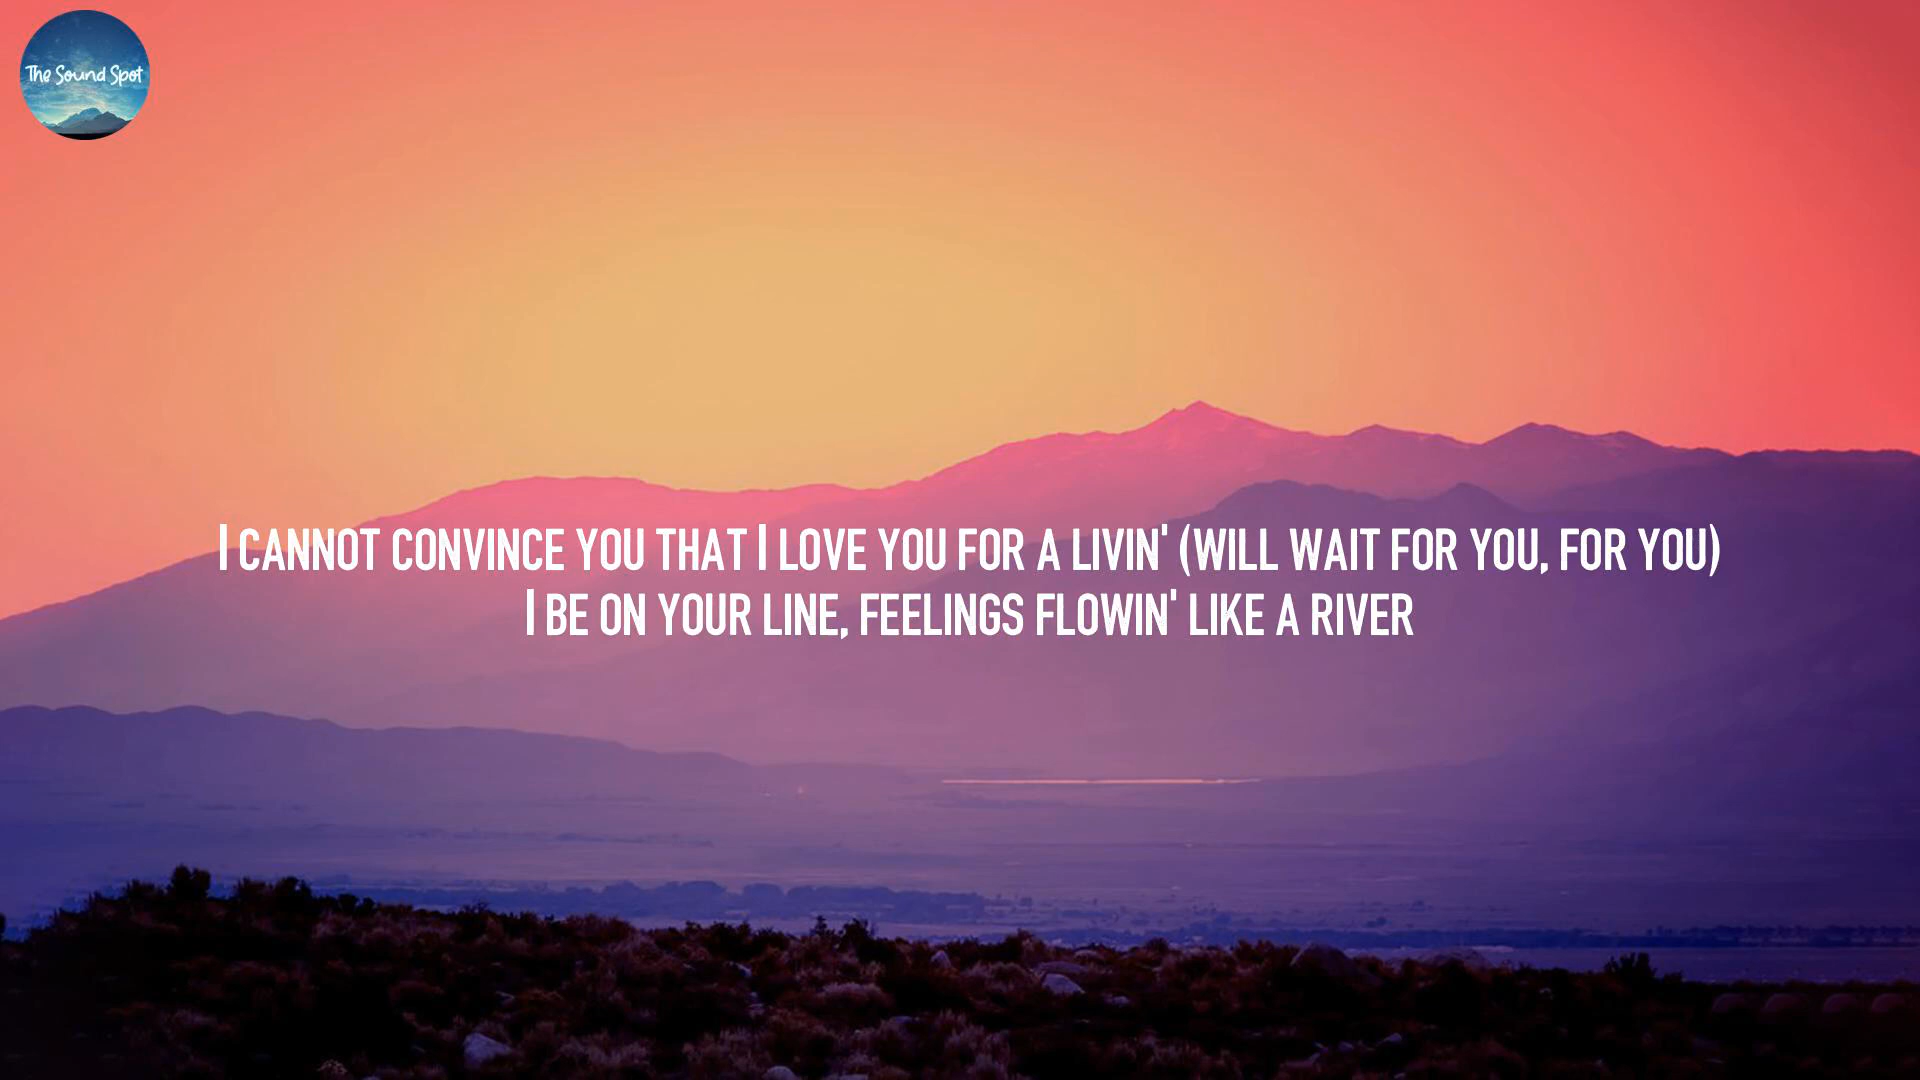 The Sound Spot
I CANNOT CONVINCE YOU THAT I LOVE YOU FOR A LIVIN' (WILL WAIT FOR YOU, FOR YOU)
I BE ON YOUR LINE, FEELINGS FLOWIN' LIKE A RIVER